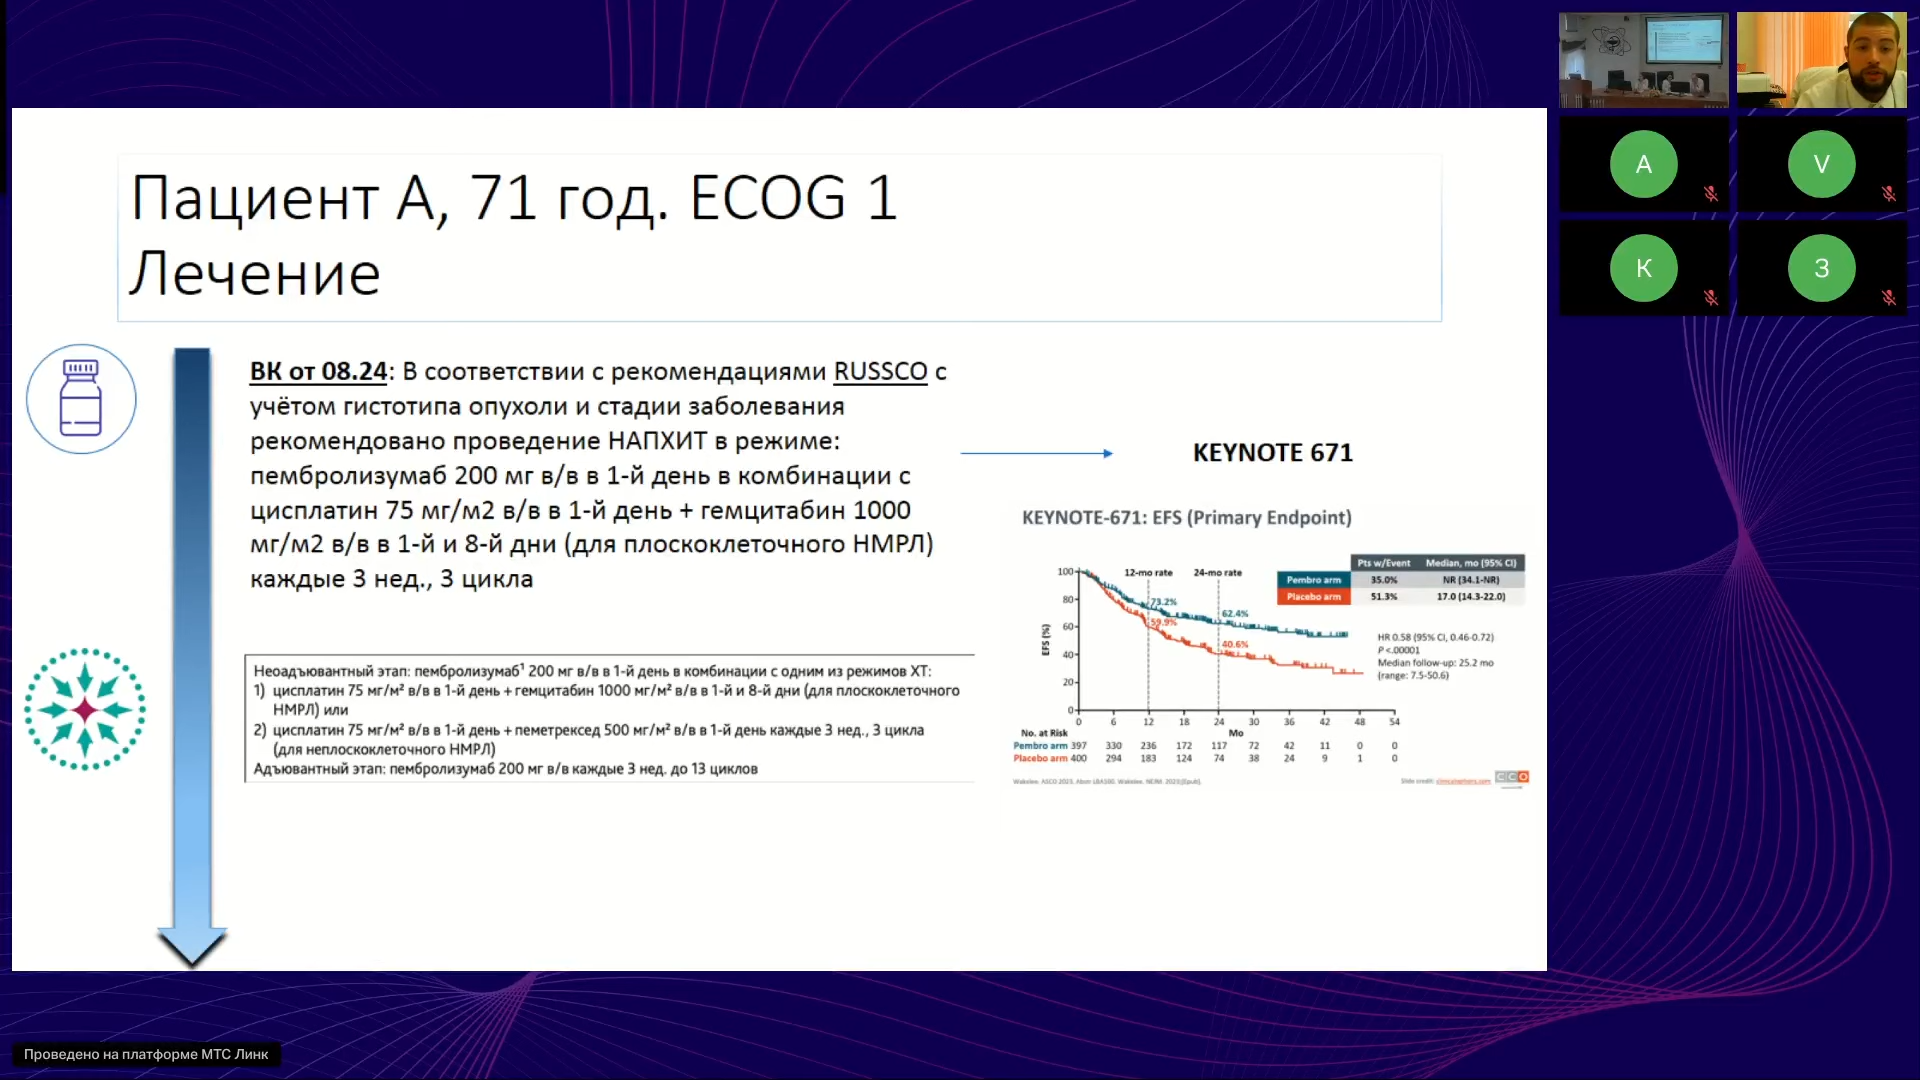 Пациент А, 71 год. ECOG 1
Лечение
ВК от 08.24: В соответствии с рекомендациями RUSSCO с
учётом гистотипа опухоли и стадии заболевания
рекомендовано проведение НАПХИТ в режиме:
пембролизумаб 200 мг в/в в 1-й день в комбинации с
цисплатин 75 мг/м2 в/в в 1-й день + гемцитабин 1000
мг/м2 в/в в 1-й и 8-й дни (для плоскоклеточного НМРЛ)
каждые 3 нед., 3 цикла
Неоадъювантный этап: пембролизумаб¹ 200 мг в/в в 1-й день в комбинации с одним из режимов ХТ:
1) цисплатин 75 мг/м² в/в в 1-й день + гемцитабин 1000 мг/м² в/в в 1-й и 8-й дни (для плоскоклеточного
НМРЛ) или
2) цисплатин 75 мг/м² в/в в 1-й день + пеметрексед 500 мг/м² в/в в 1-й день каждые 3 нед., 3 цикла
(для неплоскоклеточного НМРЛ)
Адъювантный этап: пембролизумаб 200 мг в/в каждые 3 нед. до 13 циклов
KEYNOTE 671
KEYNOTE-671: EFS (Primary Endpoint)
Pts w/Event Median, mo (95% CI)
Pembro arm 35.0% NR (34.1-NR)
Placebo arm 51.3% 17.0 (14.3-22.0)
12-mo rate 24-mo rate
73.2%
59.9%
62.4%
40.6%
HR 0.58 (95% CI, 0.46-0.72)
P <.00001
Median follow-up: 25.2 mo
(range: 7.5-50.6)
EFS (%)
100
80
60
40
20
0
0 6 12 18 24 30 36 42 48 54
Mo
No. at Risk
Pembro arm 397 330 236 172 117 72 42 11 0 0
Placebo arm 400 294 183 124 74 38 24 9 1 0
Wakelee. ASCO 2023. Abstr LBA100. Wakelee. NEJM. 2023;[Epub].
Slide credit: clinicaloptions.com
CCO
A
V
К
З
Проведено на платформе МТС Линк